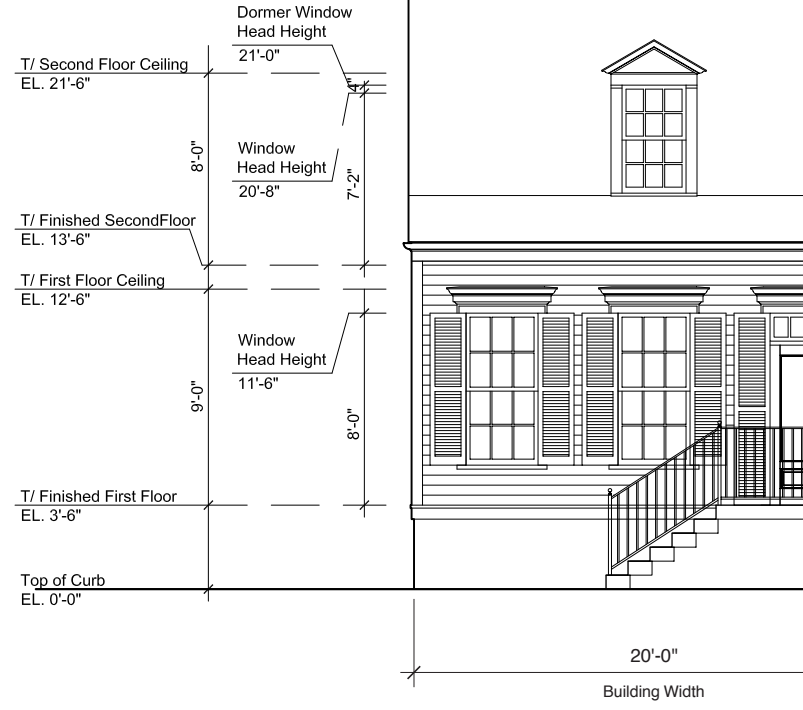 Dormer Window
Head Height
21'-0"
T/ Second Floor Ceiling
EL. 21'-6"
4"
8'-0"
Window
Head Height
20'-8"
7'-2"
T/ Finished SecondFloor
EL. 13'-6"
T/ First Floor Ceiling
EL. 12'-6"
Window
Head Height
11'-6"
9'-0"
8'-0"
T/ Finished First Floor
EL. 3'-6"
Top of Curb
EL. 0'-0"
20'-0"
Building Width